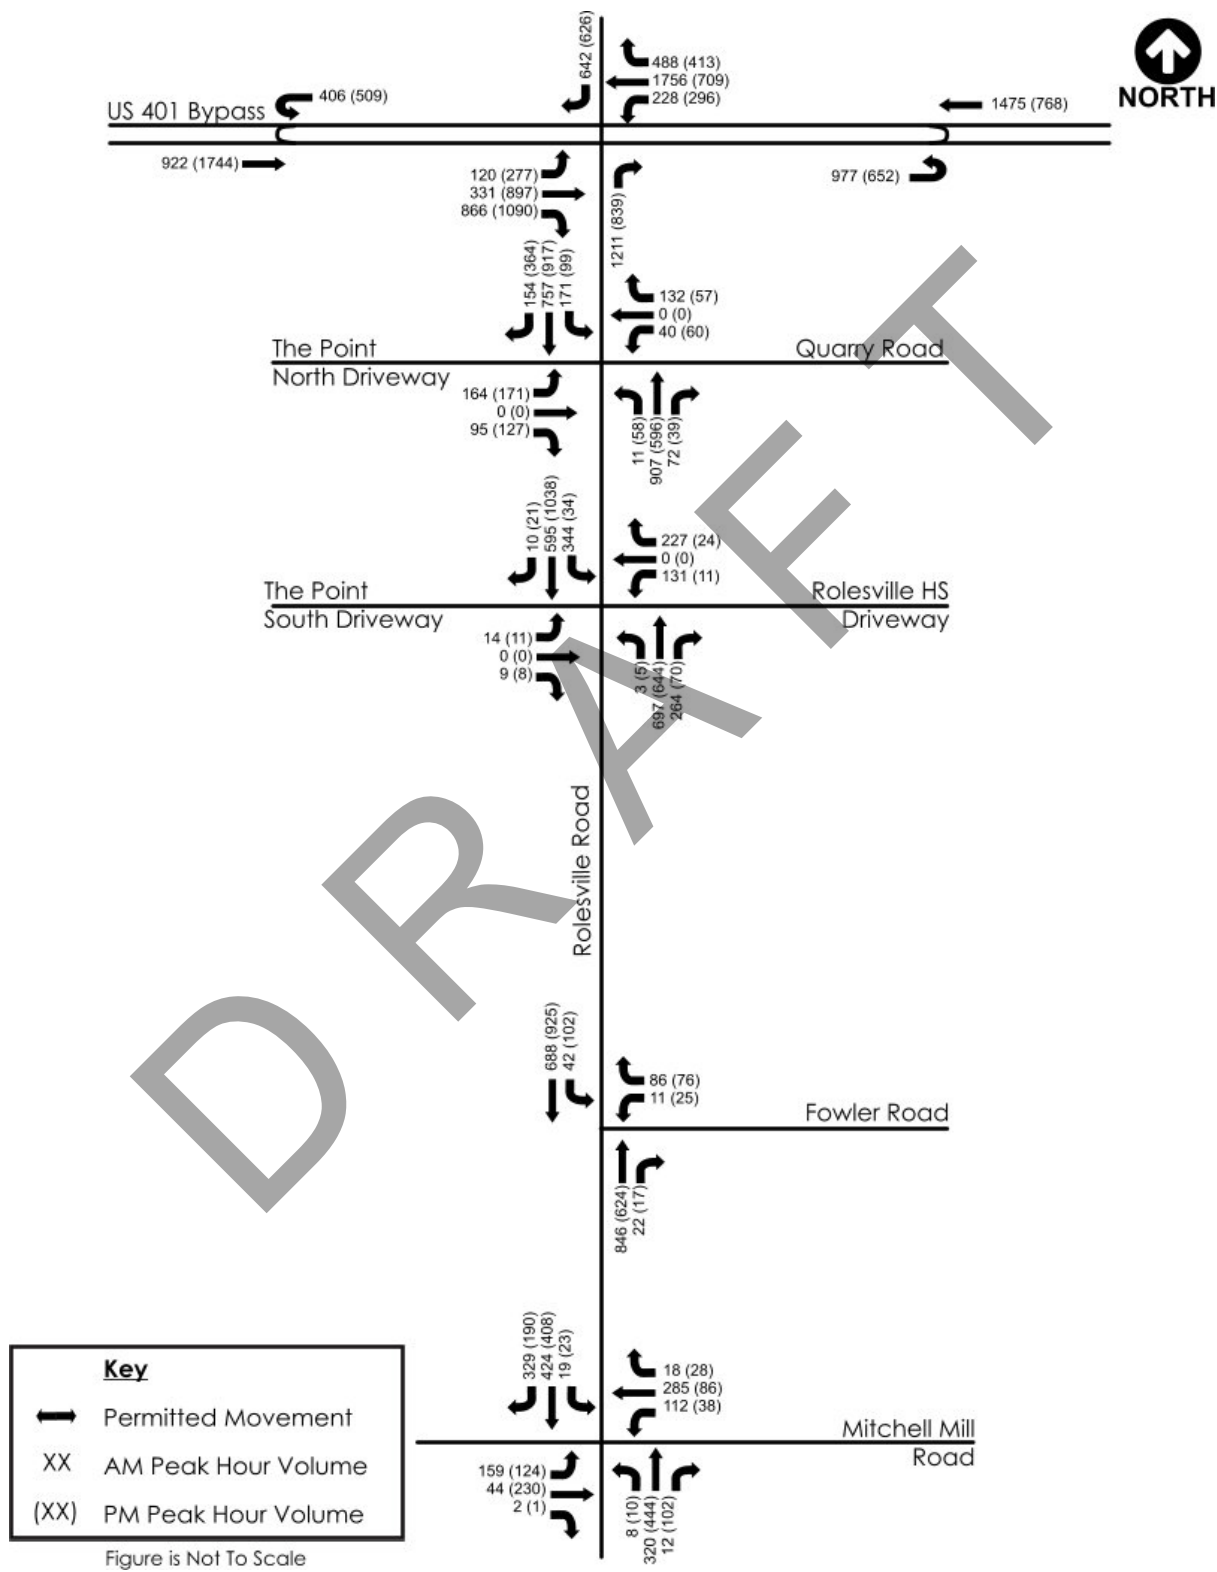 NORTH
642 (626)
488 (413)
1756 (709)
228 (296)
406 (509)
1475 (768)
US 401 Bypass
922 (1744)
977 (652)
120 (277)
331 (897)
866 (1090)
1211 (839)
154 (364)
757 (917)
171 (99)
132 (57)
0 (0)
40 (60)
The Point
North Driveway
Quarry Road
164 (171)
0 (0)
95 (127)
11 (58)
907 (596)
72 (39)
10 (21)
595 (1038)
344 (34)
227 (24)
0 (0)
131 (11)
The Point
South Driveway
Rolesville HS
Driveway
14 (11)
0 (0)
9 (8)
3 (5)
697 (644)
264 (70)
Rolesville Road
DRAFT
688 (925)
42 (102)
86 (76)
11 (25)
Fowler Road
846 (624)
22 (17)
329 (190)
424 (408)
19 (23)
18 (28)
285 (86)
112 (38)
Mitchell Mill
Road
159 (124)
44 (230)
2 (1)
8 (10)
320 (444)
12 (102)
Key
Permitted Movement
XX AM Peak Hour Volume
(XX) PM Peak Hour Volume
Figure is Not To Scale